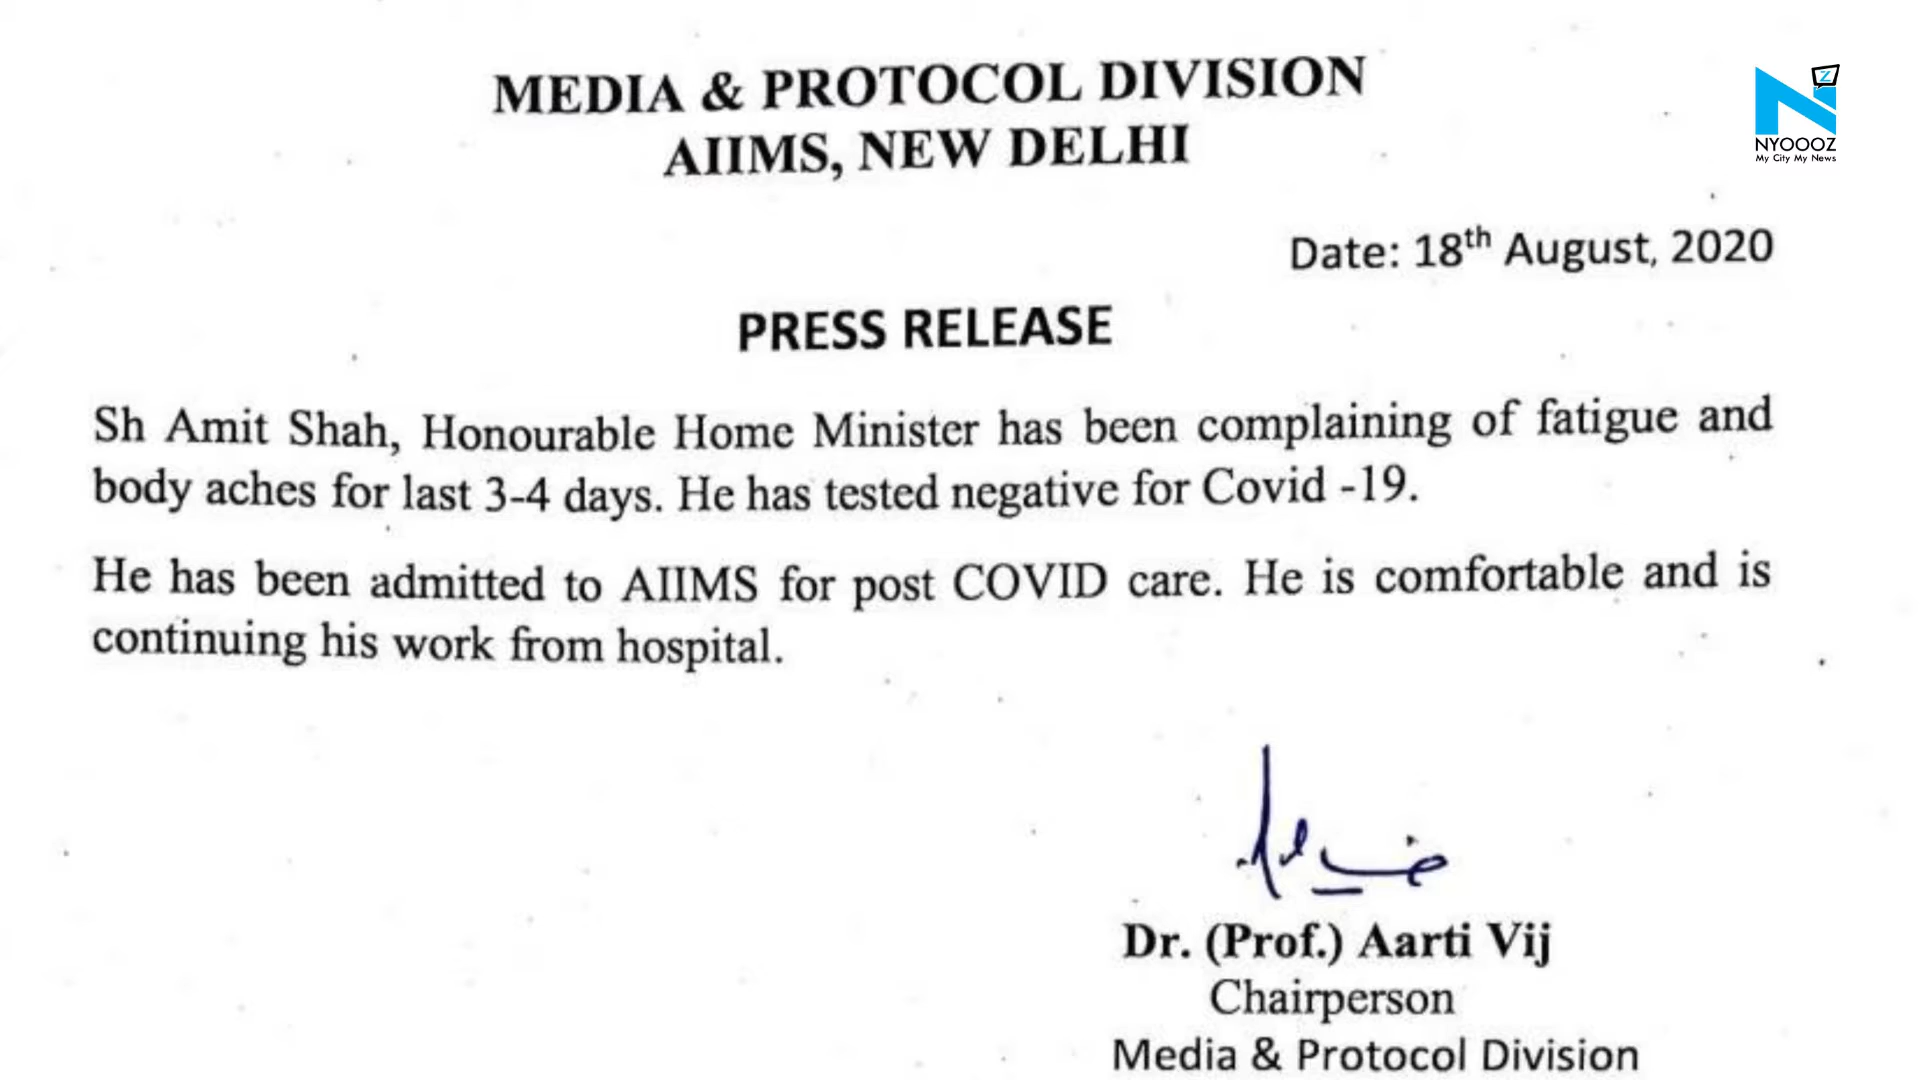 MEDIA & PROTOCOL DIVISION
AIIMS, NEW DELHI
Z
NYOOOZ
My City My News
Date: 18th August, 2020
PRESS RELEASE
Sh Amit Shah, Honourable Home Minister has been complaining of fatigue and
body aches for last 3-4 days. He has tested negative for Covid -19.
He has been admitted to AIIMS for post COVID care. He is comfortable and is
continuing his work from hospital.
Dr. (Prof.) Aarti Vij
Chairperson
Media & Protocol Division